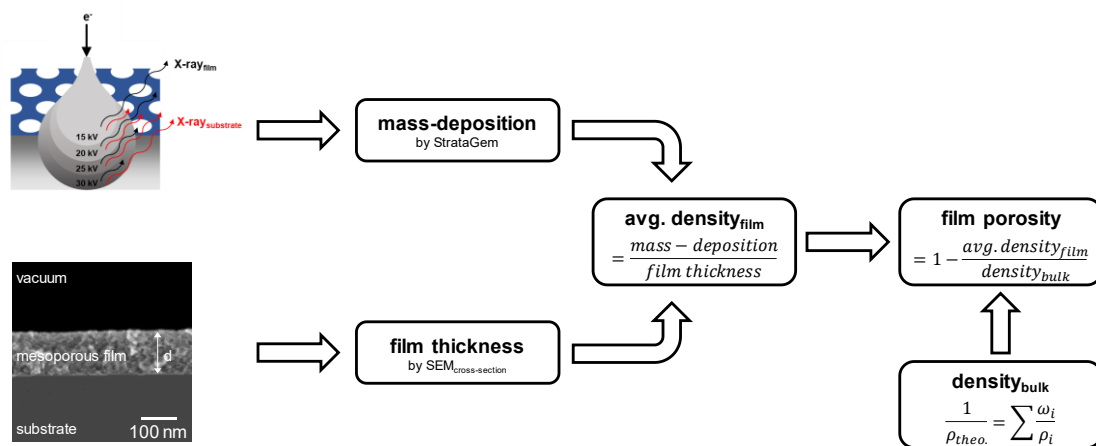 e⁻
X-ray_film
X-ray_substrate
15 kV
20 kV
25 kV
30 kV
mass-deposition
by StrataGem
avg. density_film
= mass − deposition / film thickness
film porosity
= 1 − avg. density_film / density_bulk
vacuum
mesoporous film
d
substrate
100 nm
film thickness
by SEM_cross-section
density_bulk
1/ρ_theo. = ∑ ω_i/ρ_i